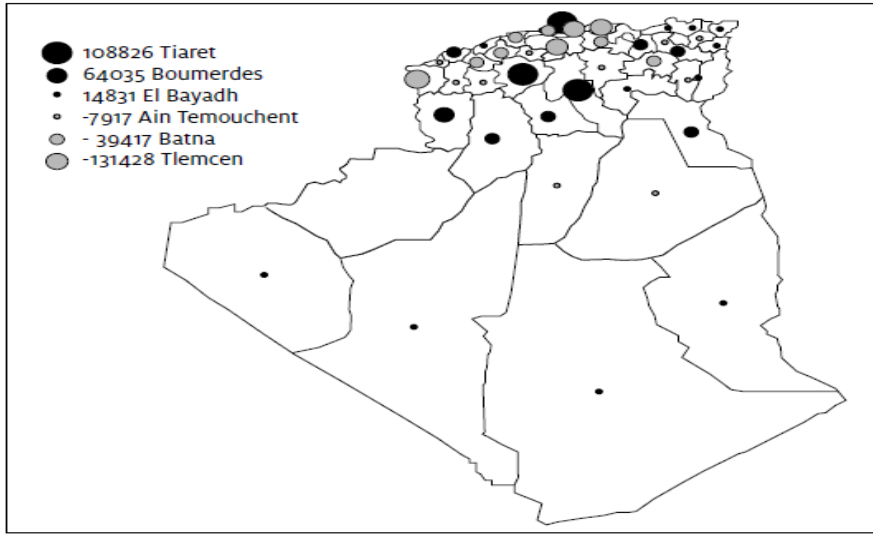 108826 Tiaret
64035 Boumerdes
14831 El Bayadh
-7917 Ain Temouchent
- 39417 Batna
-131428 Tlemcen